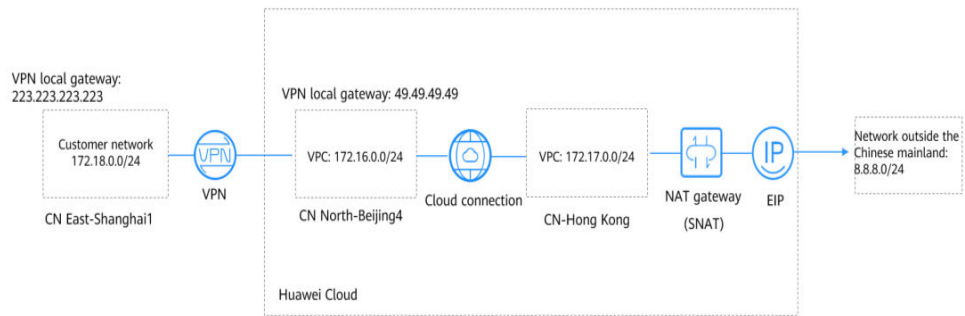 VPN local gateway:
223.223.223.223
Customer network
172.18.0.0/24
CN East-Shanghai1
VPN
VPN
VPN local gateway: 49.49.49.49
VPC: 172.16.0.0/24
CN North-Beijing4
Cloud connection
VPC: 172.17.0.0/24
CN-Hong Kong
NAT gateway
(SNAT)
IP
EIP
Network outside the
Chinese mainland:
8.8.8.0/24
Huawei Cloud